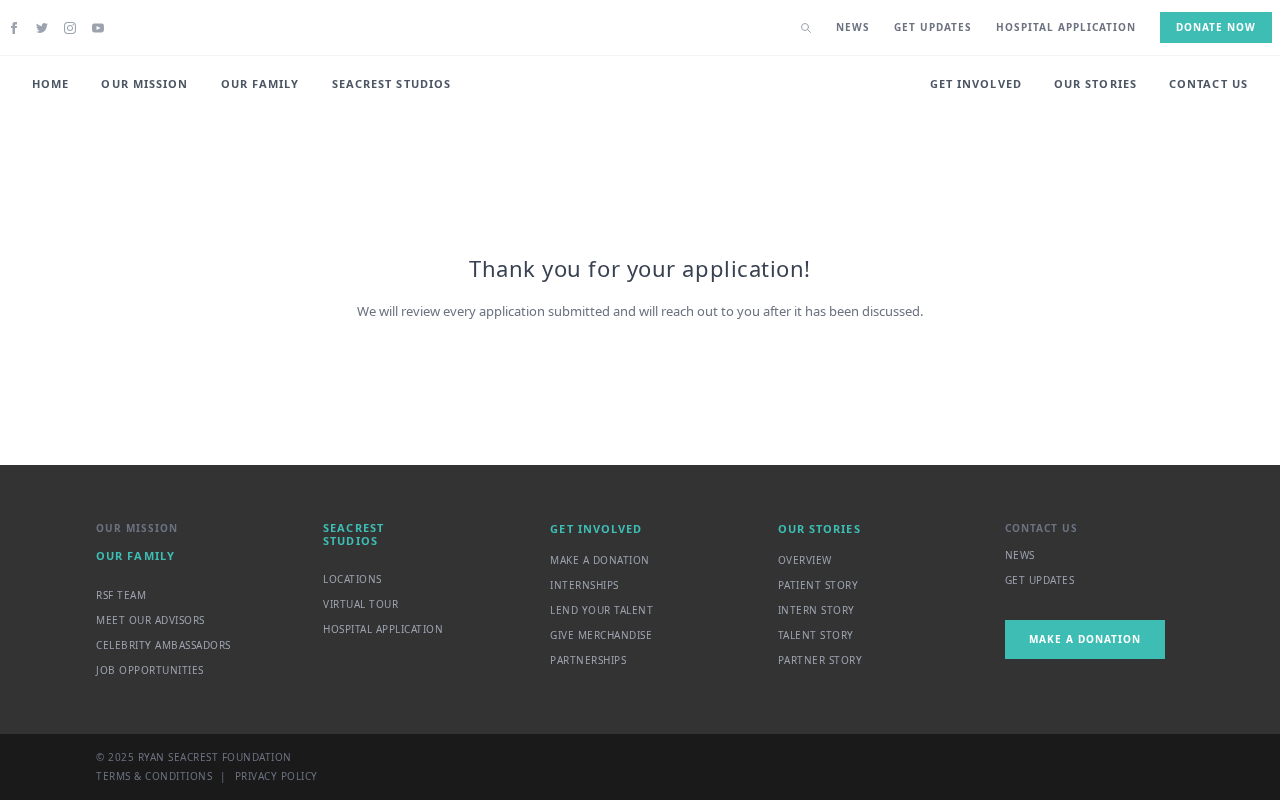 NEWS GET UPDATES HOSPITAL APPLICATION DONATE NOW
HOME OUR MISSION OUR FAMILY SEACREST STUDIOS GET INVOLVED OUR STORIES CONTACT US
Thank you for your application!
We will review every application submitted and will reach out to you after it has been discussed.
OUR MISSION
OUR FAMILY
RSF TEAM
MEET OUR ADVISORS
CELEBRITY AMBASSADORS
JOB OPPORTUNITIES
SEACREST
STUDIOS
LOCATIONS
VIRTUAL TOUR
HOSPITAL APPLICATION
GET INVOLVED
MAKE A DONATION
INTERNSHIPS
LEND YOUR TALENT
GIVE MERCHANDISE
PARTNERSHIPS
OUR STORIES
OVERVIEW
PATIENT STORY
INTERN STORY
TALENT STORY
PARTNER STORY
CONTACT US
NEWS
GET UPDATES
MAKE A DONATION
© 2025 RYAN SEACREST FOUNDATION
TERMS & CONDITIONS | PRIVACY POLICY